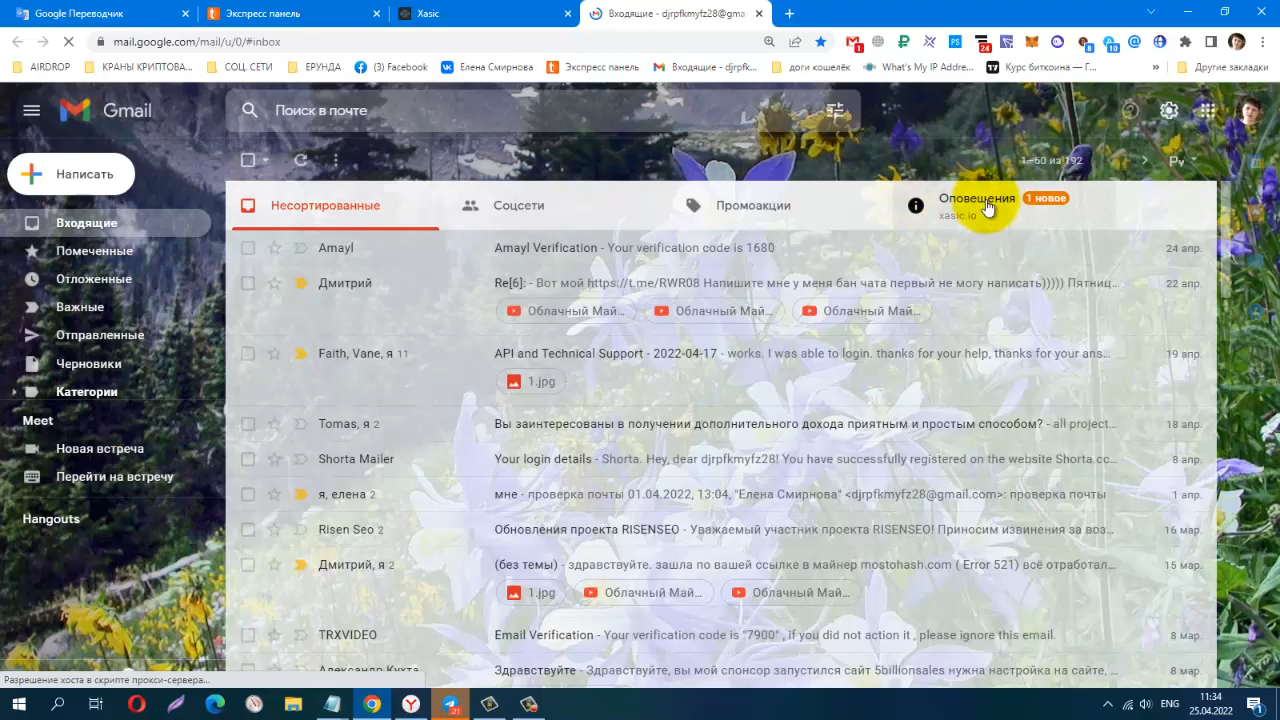 Google Переводчик
Экспресс панель
Xasic
Входящие - djrpfkmyfz28@gma
mail.google.com/mail/u/0/#inbox
1
24
8
10
AIRDROP
КРАНЫ КРИПТОВА...
СОЦ. СЕТИ
ЕРУНДА
(3) Facebook
Елена Смирнова
Экспресс панель
Входящие - djrpfk...
доги кошелёк
What's My IP Addre...
Курс биткоина — Г...
»
Другие закладки
Gmail
Поиск в почте
Написать
1–50 из 192
Входящие
Помеченные
Отложенные
Важные
Отправленные
Черновики
Категории
Meet
Новая встреча
Перейти на встречу
Hangouts
Несортированные
Соцсети
Промоакции
Оповещения 1 новое
xasic.io
Amayl Amayl Verification - Your verification code is 1680 24 апр.
Дмитрий Re[6]: - Вот мой https://t.me/RWR08 Напишите мне у меня бан чата первый не могу написать))))) Пятниц... 22 апр.
Облачный Май... Облачный Май... Облачный Май...
Faith, Vane, я 11 API and Technical Support - 2022-04-17 - works. I was able to login. thanks for your help, thanks for your ans... 19 апр.
1.jpg
Tomas, я 2 Вы заинтересованы в получении дополнительного дохода приятным и простым способом? - all project... 18 апр.
Shorta Mailer Your login details - Shorta. Hey, dear djrpfkmyfz28! You have successfully registered on the website Shorta.cc... 8 апр.
я, елена 2 мне - проверка почты 01.04.2022, 13:04, "Елена Смирнова" <djrpfkmyfz28@gmail.com>: проверка почты 1 апр.
Risen Seo 2 Обновления проекта RISENSEO - Уважаемый участник проекта RISENSEO! Приносим извинения за воз... 16 мар.
Дмитрий, я 2 (без темы) - здравствуйте. зашла по вашей ссылке в майнер mostohash.com ( Error 521) всё отработал... 15 мар.
1.jpg Облачный Май... Облачный Май...
TRXVIDEO Email Verification - Your verification code is "7900" , if you did not action it , please ignore this email. 8 мар.
Александр Кухта Здравствуйте - Здравствуйте, вы мой спонсор запустился сайт 5billionsales нужна настройка на сайте, ... 8 мар.
Разрешение хоста в скрипте прокси-сервера...
21
ENG
11:34
25.04.2022
1